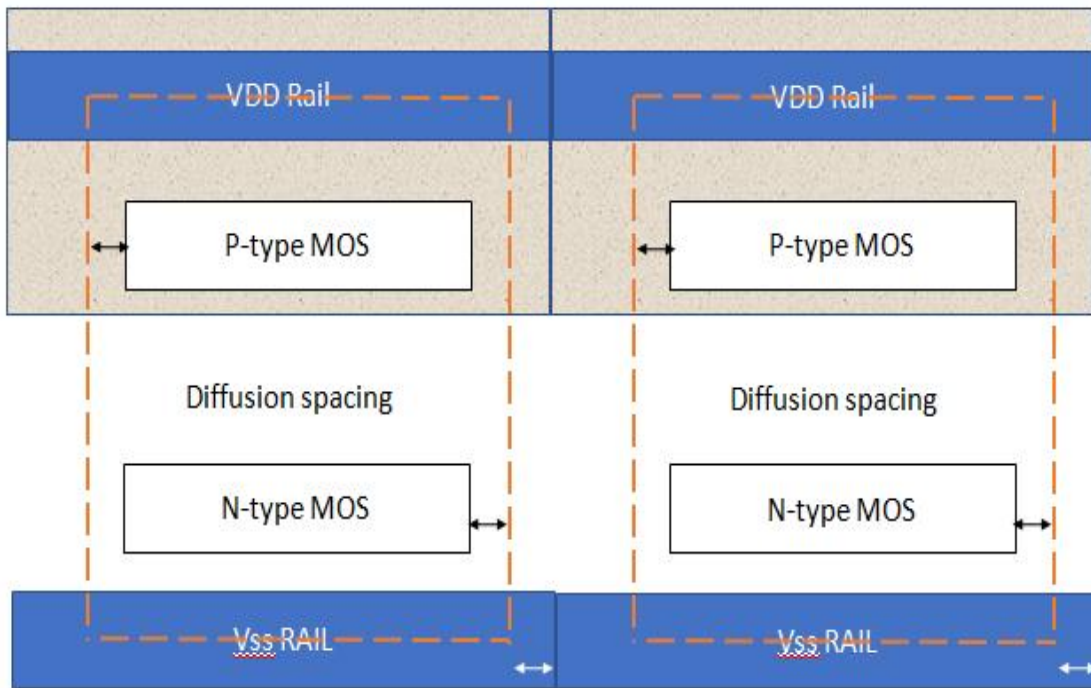 VDD Rail VDD Rail
P-type MOS P-type MOS
Diffusion spacing Diffusion spacing
N-type MOS N-type MOS
Vss RAIL Vss RAIL